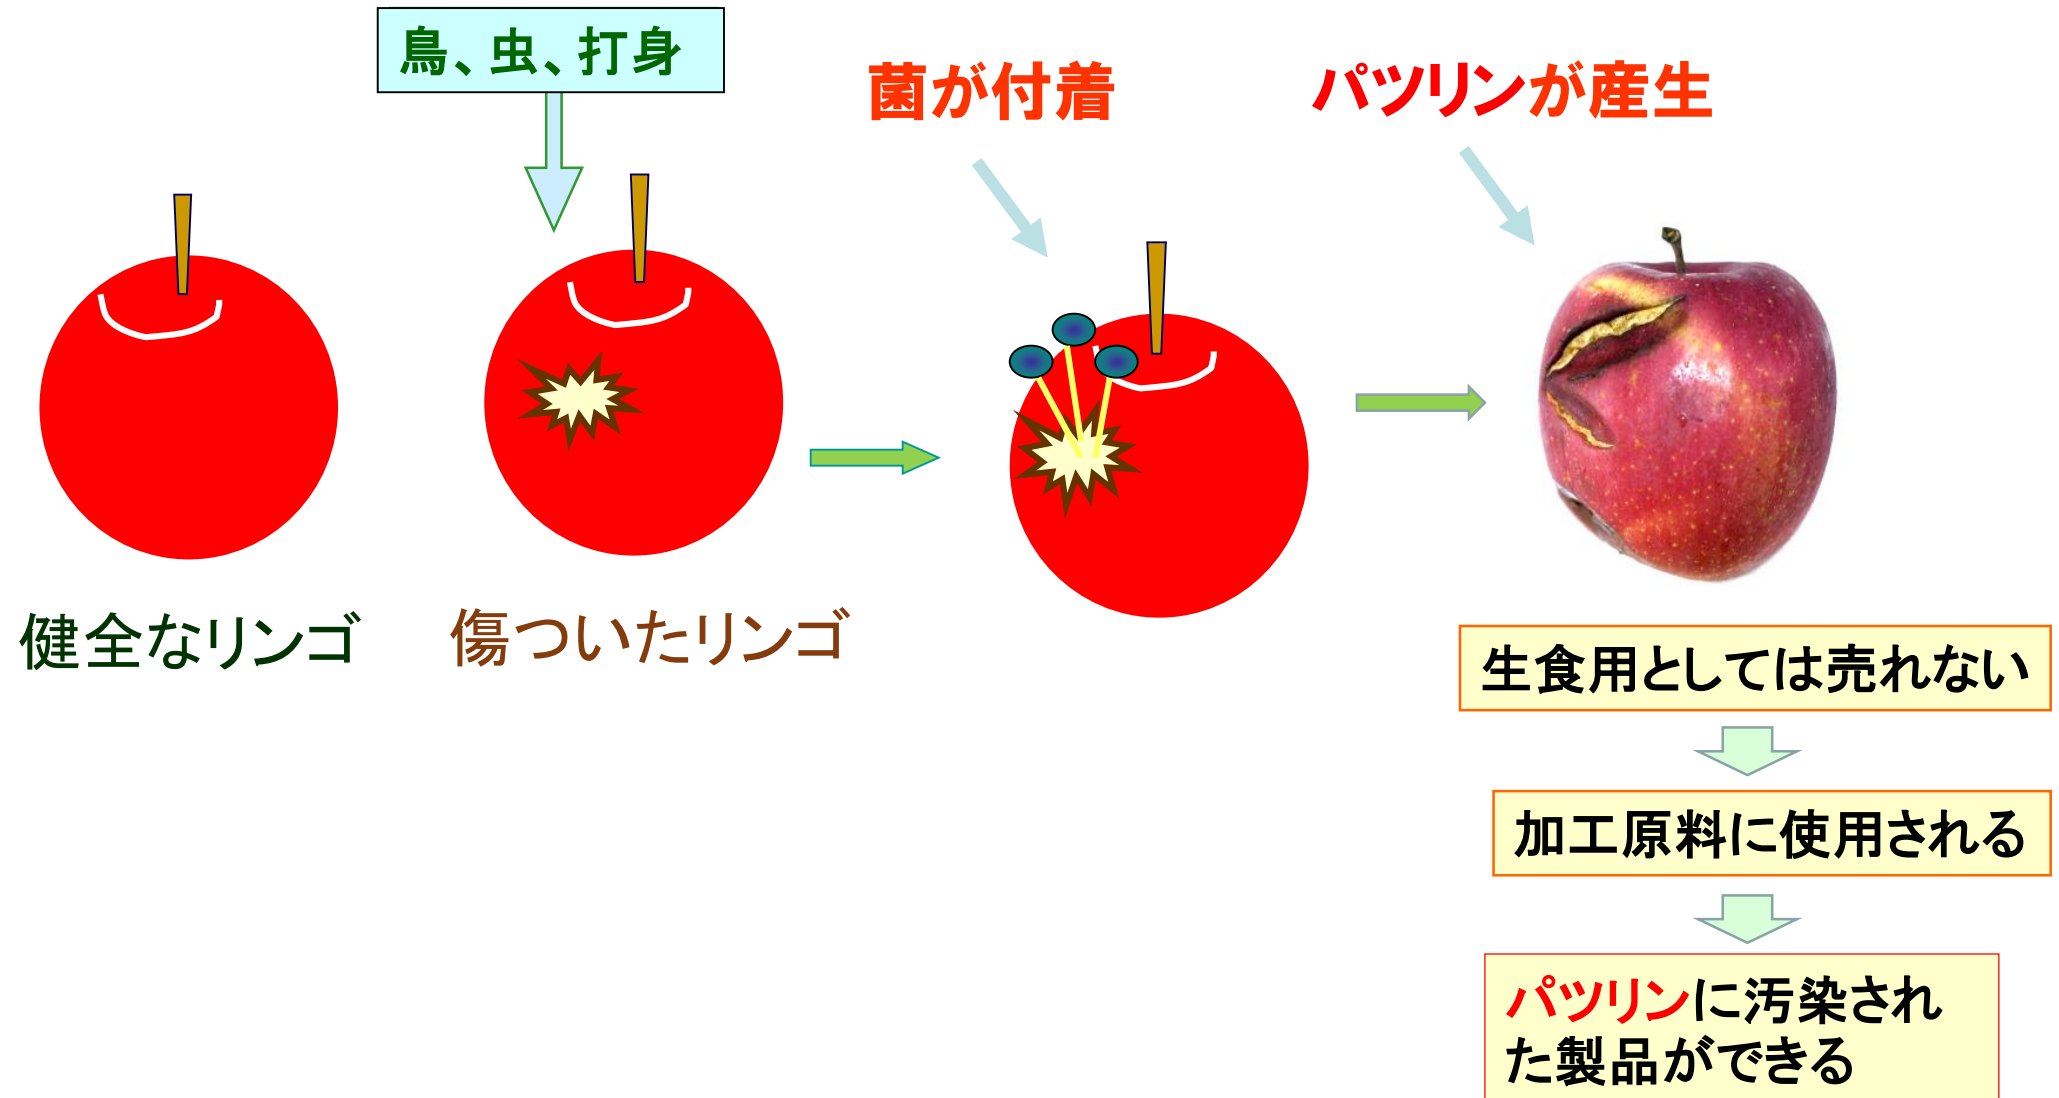 鳥、虫、打身
菌が付着
パツリンが産生
健全なリンゴ
傷ついたリンゴ
生食用としては売れない
加工原料に使用される
パツリンに汚染され
た製品ができる